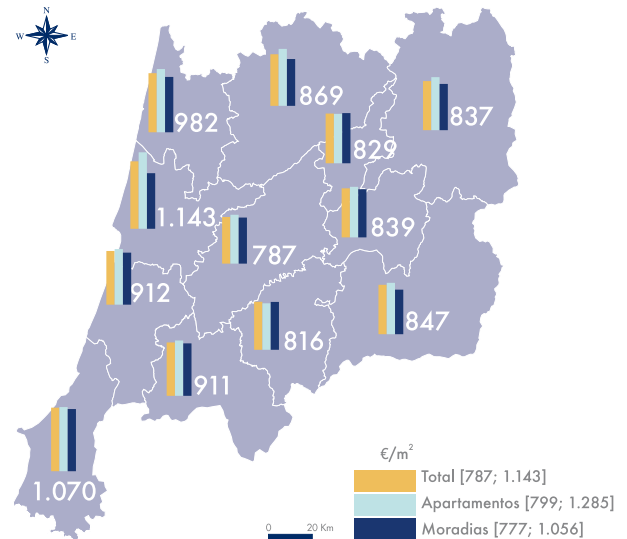 N
W E
S
869
982
837
829
1.143
839
787
912
847
816
911
1.070
€/m²
Total [787; 1.143]
Apartamentos [799; 1.285]
Moradias [777; 1.056]
0 20 Km